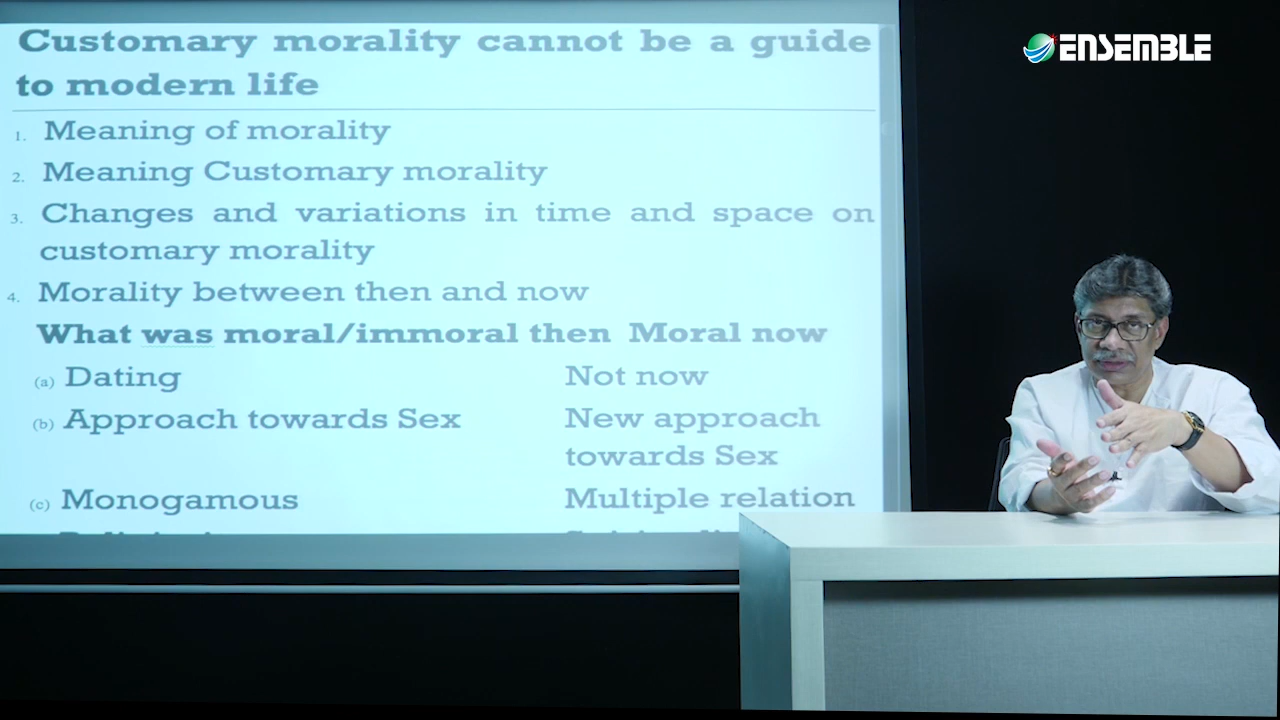 Customary morality cannot be a guide
to modern life
1. Meaning of morality
2. Meaning Customary morality
3. Changes and variations in time and space on
customary morality
4. Morality between then and now
What was moral/immoral then Moral now
(a) Dating Not now
(b) Approach towards Sex New approach
towards Sex
(c) Monogamous Multiple relation
ENSEMBLE